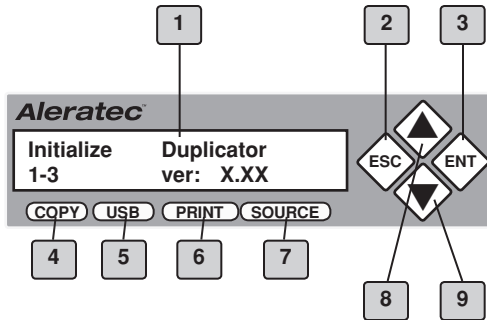 1 2 3
Aleratec
Initialize Duplicator
1-3 ver: X.XX
ESC ENT
COPY USB PRINT SOURCE
4 5 6 7
8 9